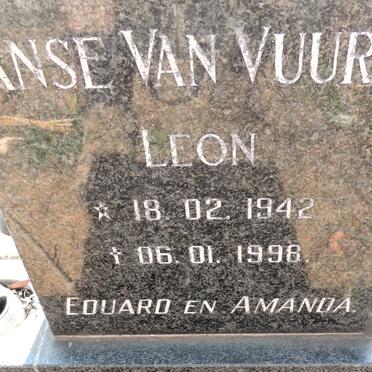 ANSE VAN VUUR
LEON
* 18. 02. 1942
† 06. 01. 1998.
EDUARD EN AMANDA.